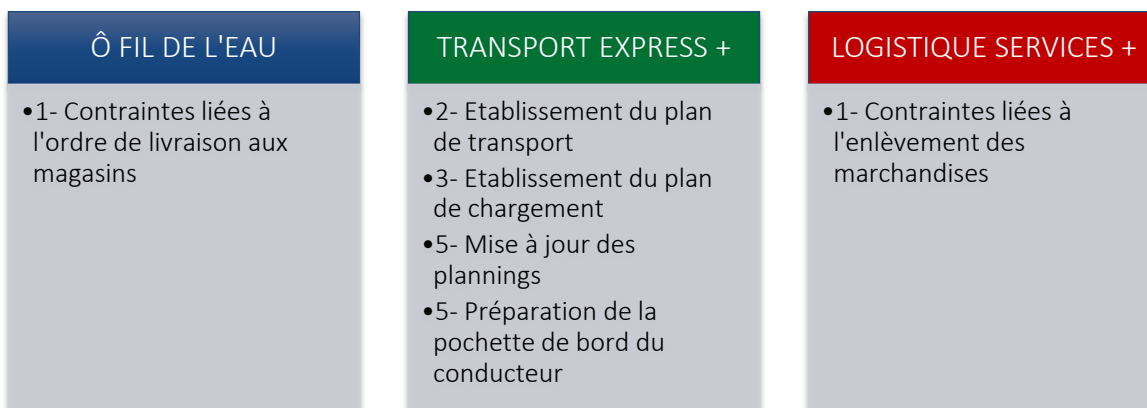 Ô FIL DE L'EAU
•1- Contraintes liées à
l'ordre de livraison aux
magasins
TRANSPORT EXPRESS +
•2- Etablissement du plan
de transport
•3- Etablissement du plan
de chargement
•5- Mise à jour des
plannings
•5- Préparation de la
pochette de bord du
conducteur
LOGISTIQUE SERVICES +
•1- Contraintes liées à
l'enlèvement des
marchandises